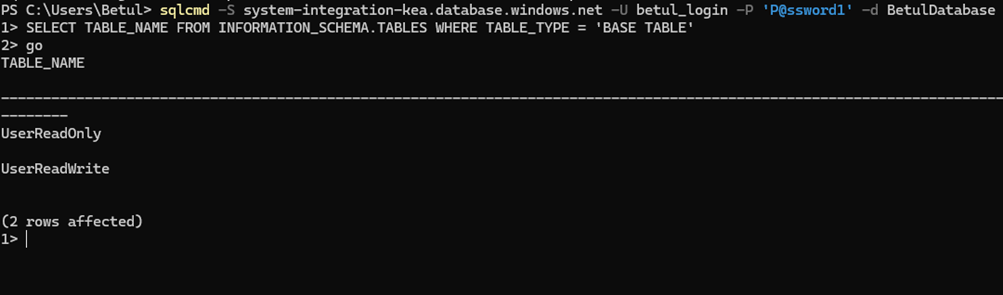 PS C:\Users\Betul> sqlcmd -S system-integration-kea.database.windows.net -U betul_login -P 'P@ssword1' -d BetulDatabase
1> SELECT TABLE_NAME FROM INFORMATION_SCHEMA.TABLES WHERE TABLE_TYPE = 'BASE TABLE'
2> go
TABLE_NAME
------------------------------------------------------------------------------------------------------------------------
--------
UserReadOnly
UserReadWrite
(2 rows affected)
1>